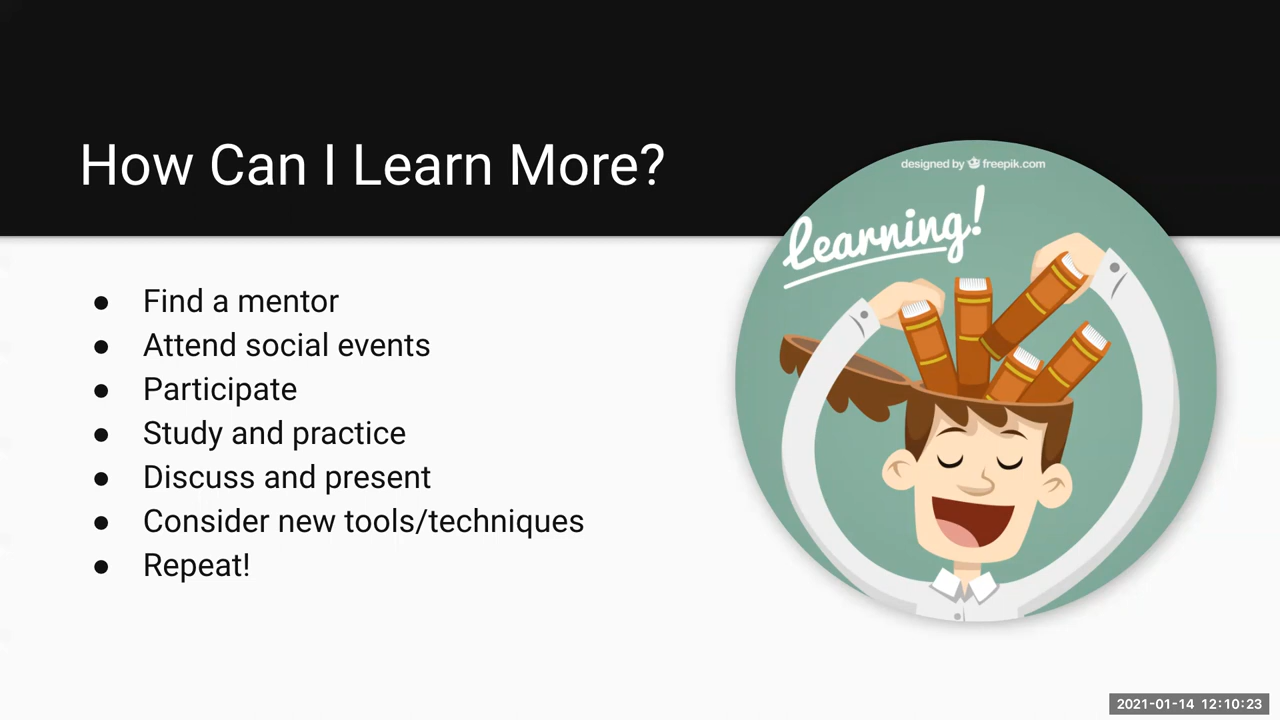 How Can I Learn More?
designed by freepik.com
Learning!
● Find a mentor
● Attend social events
● Participate
● Study and practice
● Discuss and present
● Consider new tools/techniques
● Repeat!
2021-01-14 12:10:23